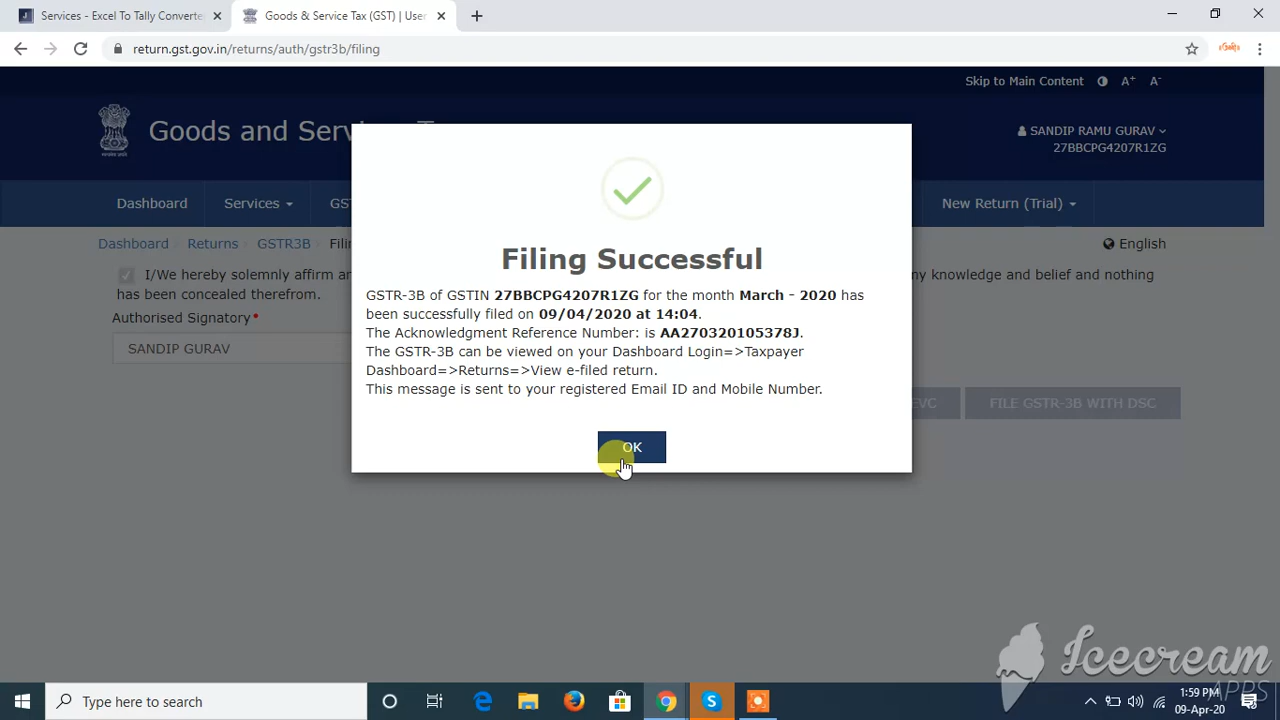 Services - Excel To Tally Converte
Goods & Service Tax (GST) | User
return.gst.gov.in/returns/auth/gstr3b/filing
Skip to Main Content A+ A-
Goods and Serv T
SANDIP RAMU GURAV
27BBCPG4207R1ZG
Dashboard Services GS New Return (Trial)
Dashboard Returns GSTR3B Filin English
I/We hereby solemnly affirm an ny knowledge and belief and nothing
has been concealed therefrom.
Authorised Signatory*
SANDIP GURAV
EVC FILE GSTR-3B WITH DSC
Filing Successful
GSTR-3B of GSTIN 27BBCPG4207R1ZG for the month March - 2020 has
been successfully filed on 09/04/2020 at 14:04.
The Acknowledgment Reference Number: is AA270320105378J.
The GSTR-3B can be viewed on your Dashboard Login=>Taxpayer
Dashboard=>Returns=>View e-filed return.
This message is sent to your registered Email ID and Mobile Number.
OK
Icecream
APPS
Type here to search
1:59 PM
09-Apr-20